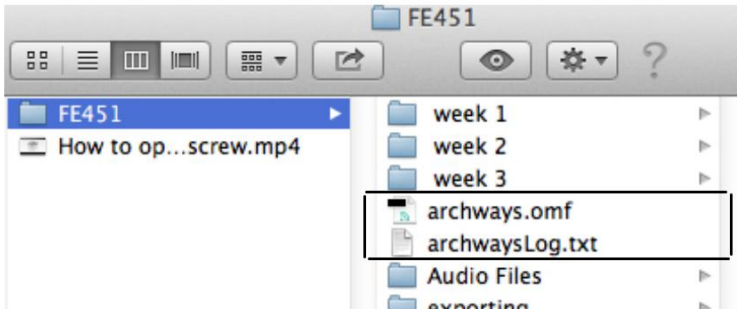 FE451
?
FE451
How to op...screw.mp4
week 1
week 2
week 3
archways.omf
archwaysLog.txt
Audio Files
exporting